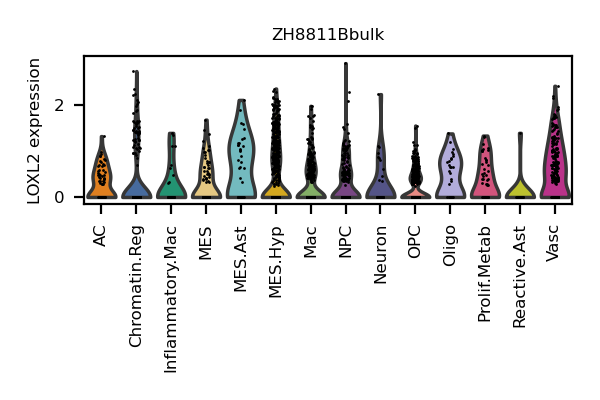 ZH8811Bbulk
LOXL2 expression
2
0
AC
Chromatin.Reg
Inflammatory.Mac
MES
MES.Ast
MES.Hyp
Mac
NPC
Neuron
OPC
Oligo
Prolif.Metab
Reactive.Ast
Vasc